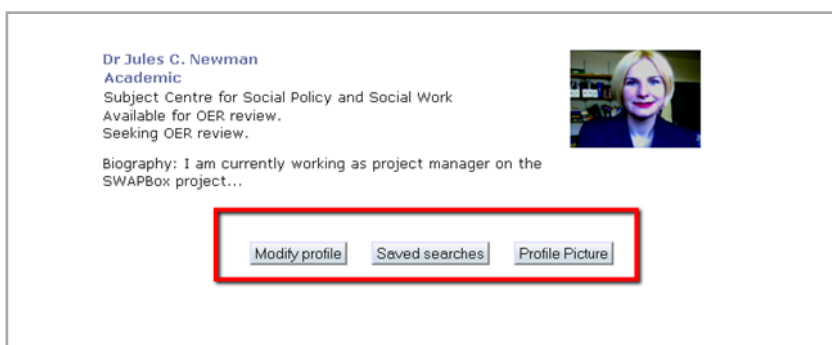 Dr Jules C. Newman
Academic
Subject Centre for Social Policy and Social Work
Available for OER review.
Seeking OER review.
Biography: I am currently working as project manager on the
SWAPBox project...
Modify profile Saved searches Profile Picture